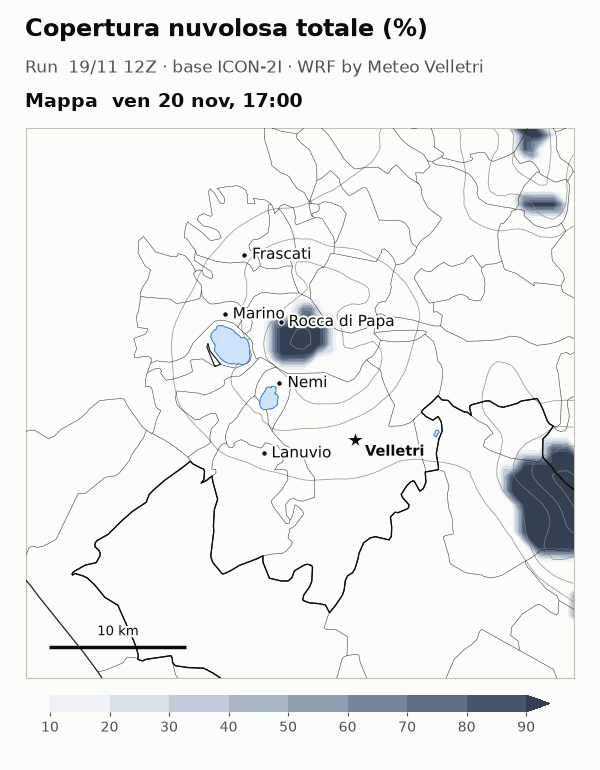 Copertura nuvolosa totale (%)
Run  19/11 12Z · base ICON-2I · WRF by Meteo Velletri
Mappa  ven 20 nov, 17:00
Frascati
Marino
Rocca di Papa
Nemi
Lanuvio
Velletri
10 km
10 20 30 40 50 60 70 80 90